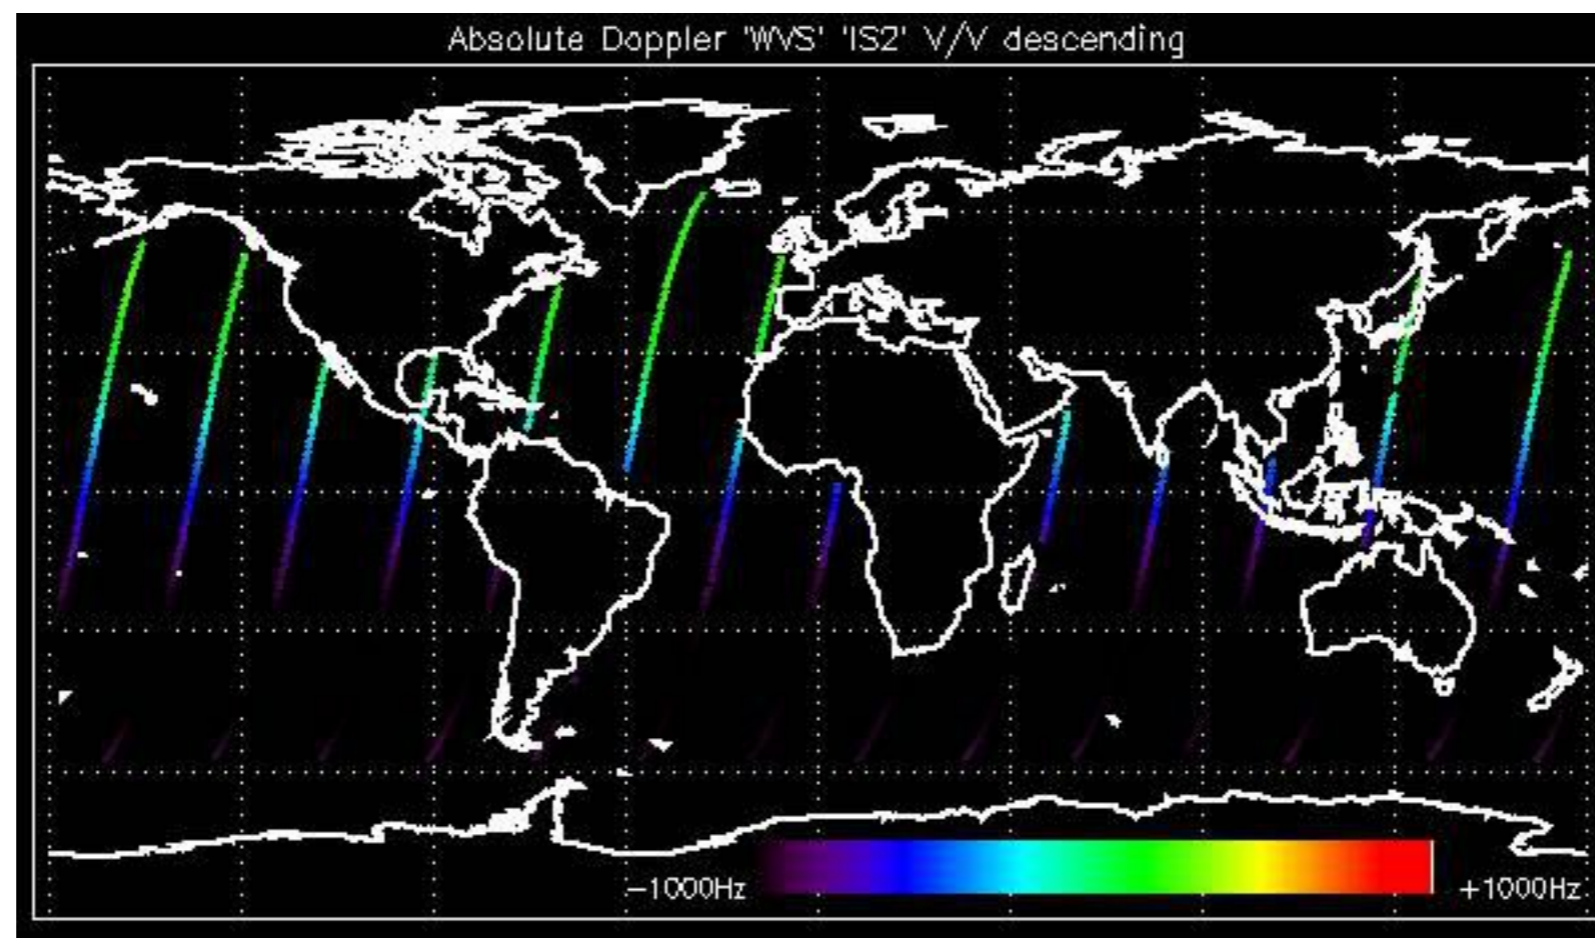 Absolute Doppler 'WVS' 'IS2' V/V descending
−1000Hz
+1000Hz